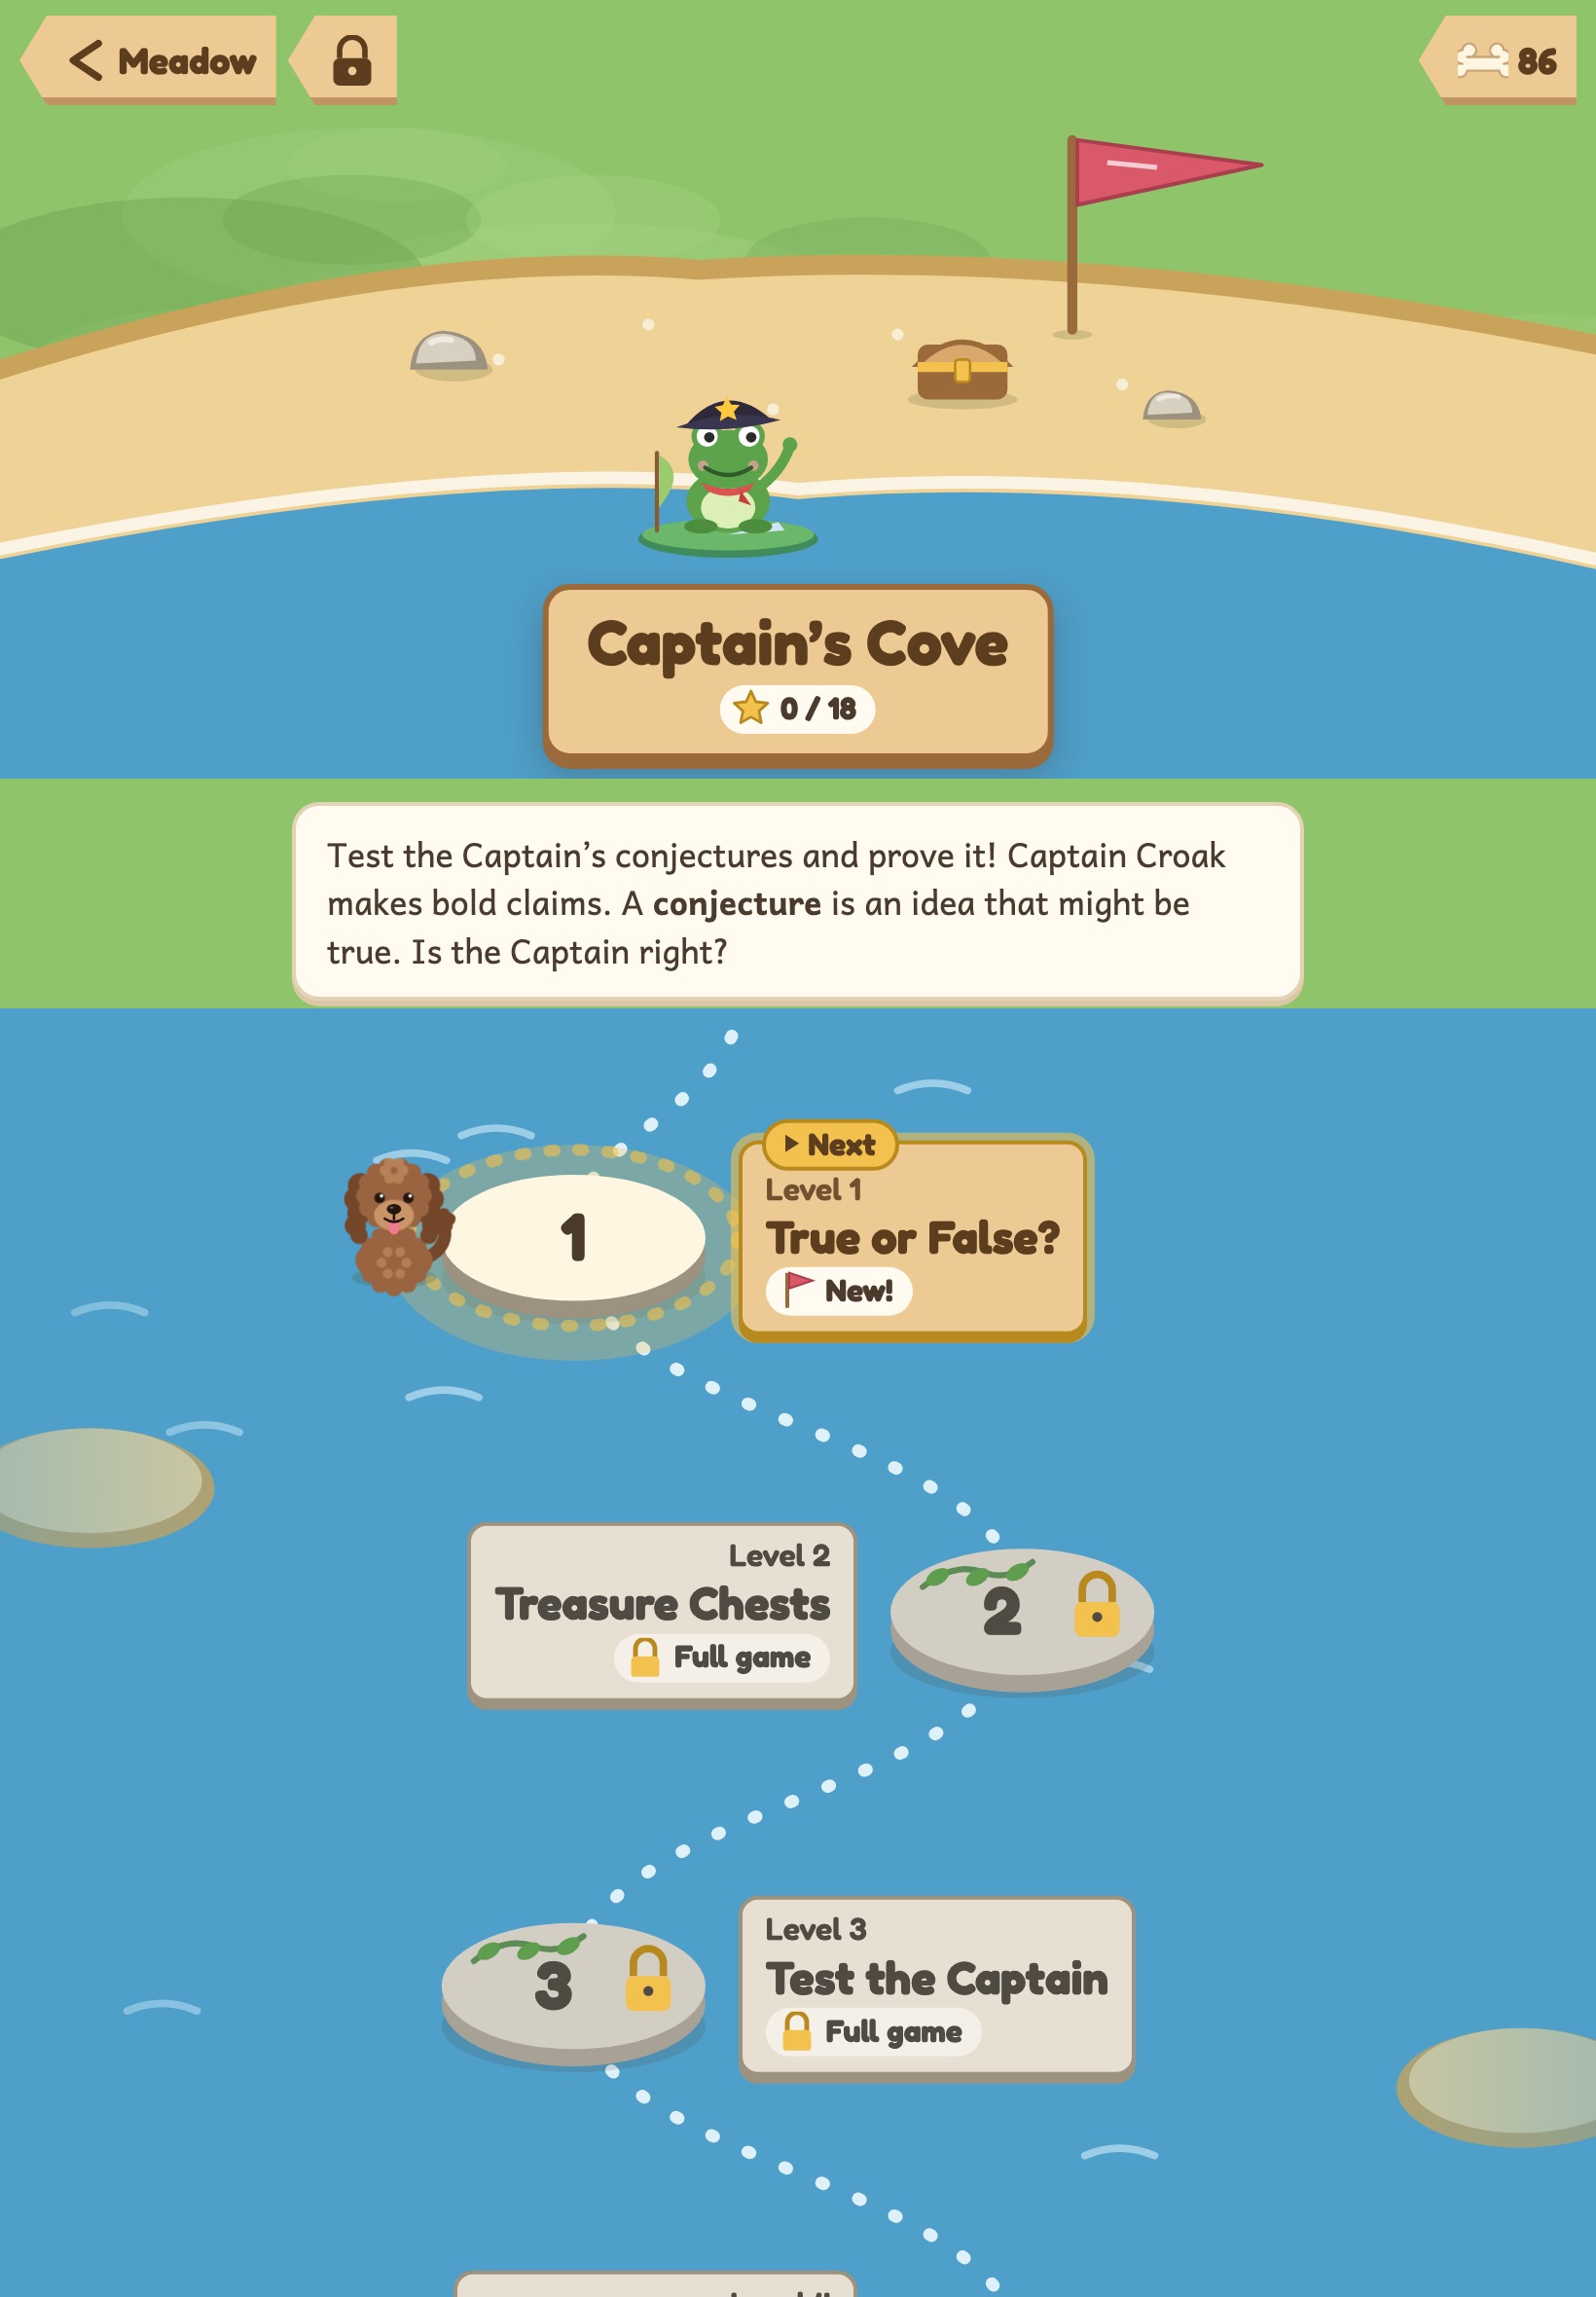 Meadow
86
Captain's Cove
0 / 18
Test the Captain's conjectures and prove it! Captain Croak
makes bold claims. A conjecture is an idea that might be
true. Is the Captain right?
Next
Level 1
True or False?
New!
1
Level 2
Treasure Chests
Full game
2
3
Level 3
Test the Captain
Full game